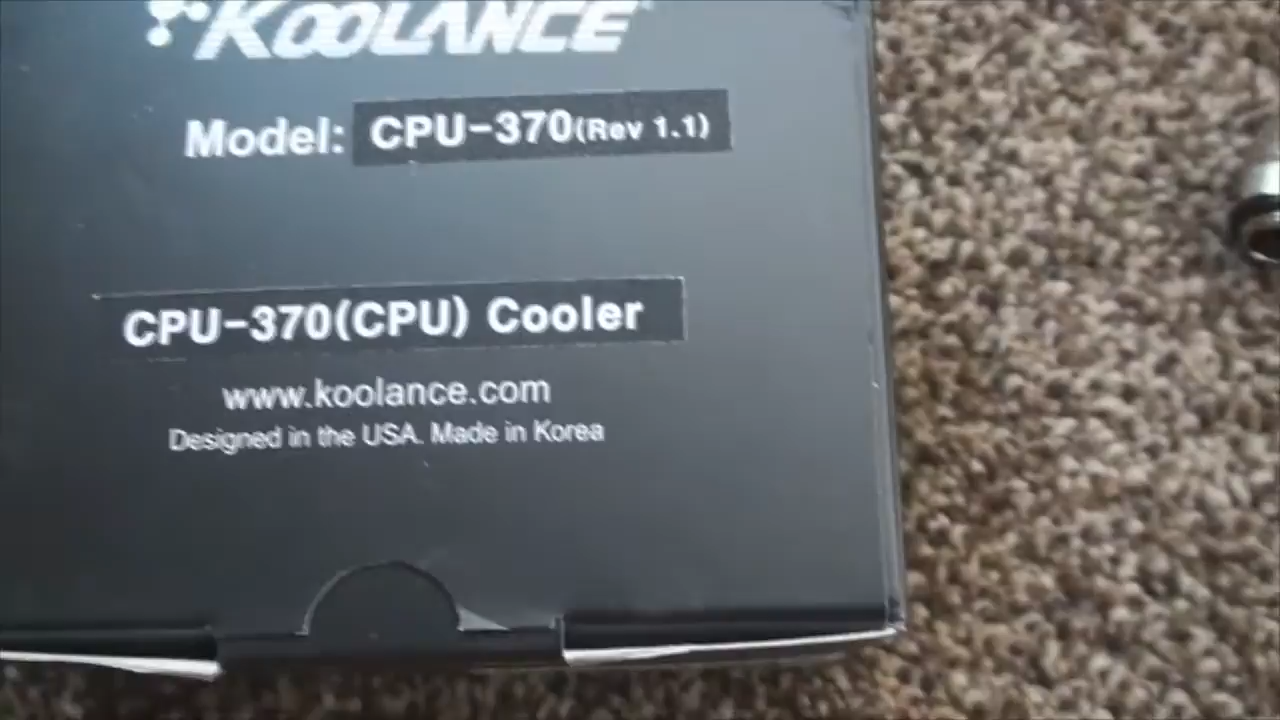 KOOLANCE
Model: CPU-370(Rev 1.1)
CPU-370(CPU) Cooler
www.koolance.com
Designed in the USA. Made in Korea